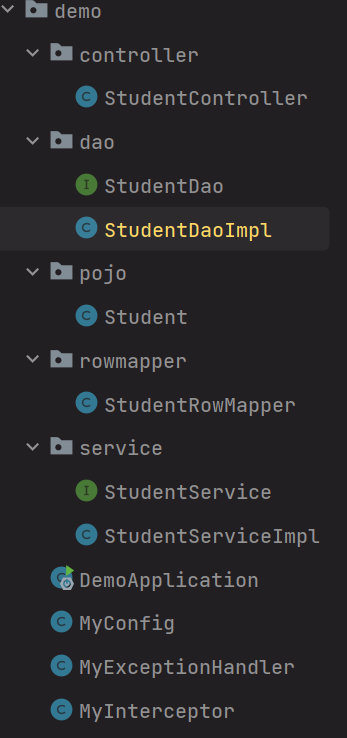 demo
controller
StudentController
dao
StudentDao
StudentDaoImpl
pojo
Student
rowmapper
StudentRowMapper
service
StudentService
StudentServiceImpl
DemoApplication
MyConfig
MyExceptionHandler
MyInterceptor